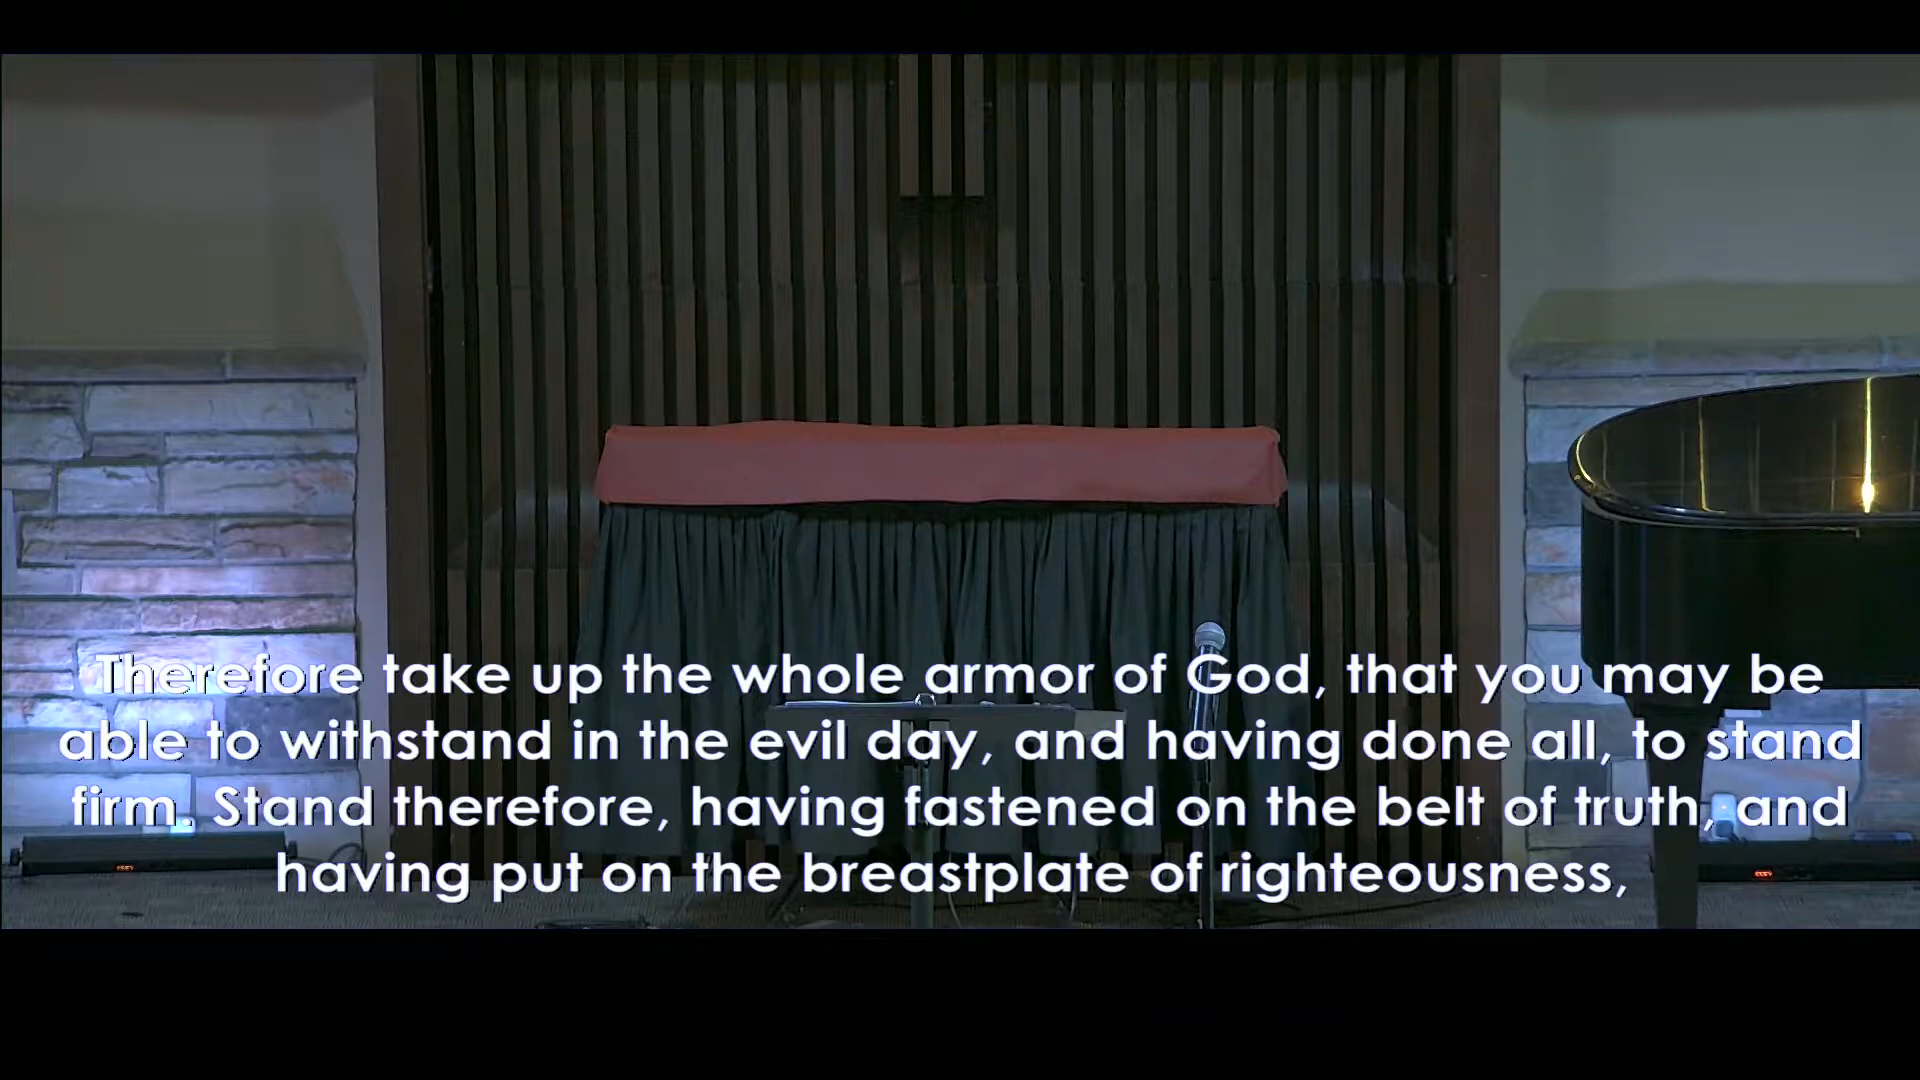 Therefore take up the whole armor of God, that you may be
able to withstand in the evil day, and having done all, to stand
firm. Stand therefore, having fastened on the belt of truth, and
having put on the breastplate of righteousness,